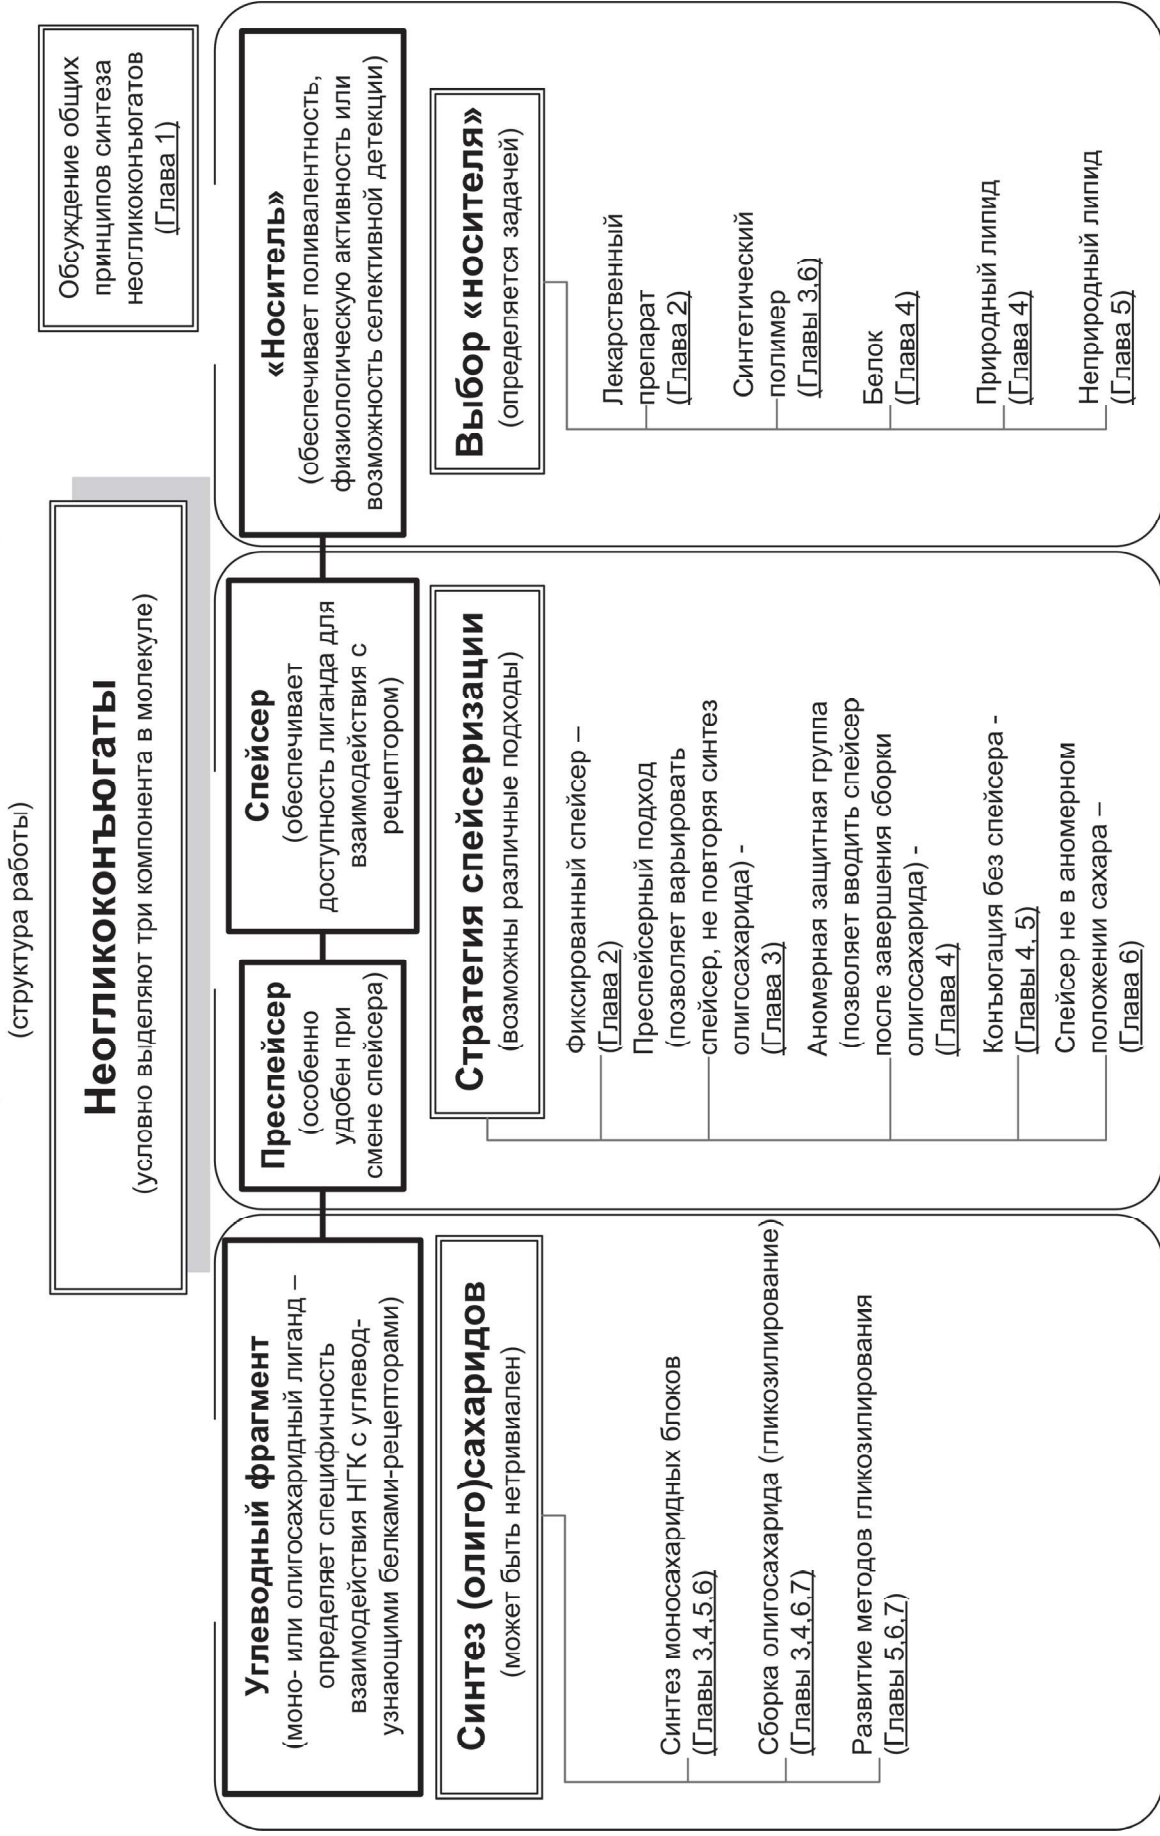 (структура работы)
Неогликоконъюгаты
(условно выделяют три компонента в молекуле)
Обсуждение общих
принципов синтеза
неогликоконъюгатов
(Глава 1)
Углеводный фрагмент
(моно- или олигосахаридный лиганд –
определяет специфичность
взаимодействия НГК с углевод-
узнающими белками-рецепторами)
Преспейсер
(особенно
удобен при
смене спейсера)
Спейсер
(обеспечивает
доступность лиганда для
взаимодействия с
рецептором)
«Носитель»
(обеспечивает поливалентность,
физиологическую активность или
возможность селективной детекции)
Синтез (олиго)сахаридов
(может быть нетривиален)
Синтез моносахаридных блоков
(Главы 3,4,5,6)
Сборка олигосахарида (гликозилирование)
(Главы 3,4,6,7)
Развитие методов гликозилирования
(Главы 5,6,7)
Стратегия спейсеризации
(возможны различные подходы)
Фиксированный спейсер –
(Глава 2)
Преспейсерный подход
(позволяет варьировать
спейсер, не повторяя синтез
олигосахарида) -
(Глава 3)
Аномерная защитная группа
(позволяет вводить спейсер
после завершения сборки
олигосахарида) -
(Глава 4)
Конъюгация без спейсера -
(Главы 4, 5)
Спейсер не в аномерном
положении сахара –
(Глава 6)
Выбор «носителя»
(определяется задачей)
Лекарственный
препарат
(Глава 2)
Синтетический
полимер
(Главы 3,6)
Белок
(Глава 4)
Природный липид
(Глава 4)
Неприродный липид
(Глава 5)